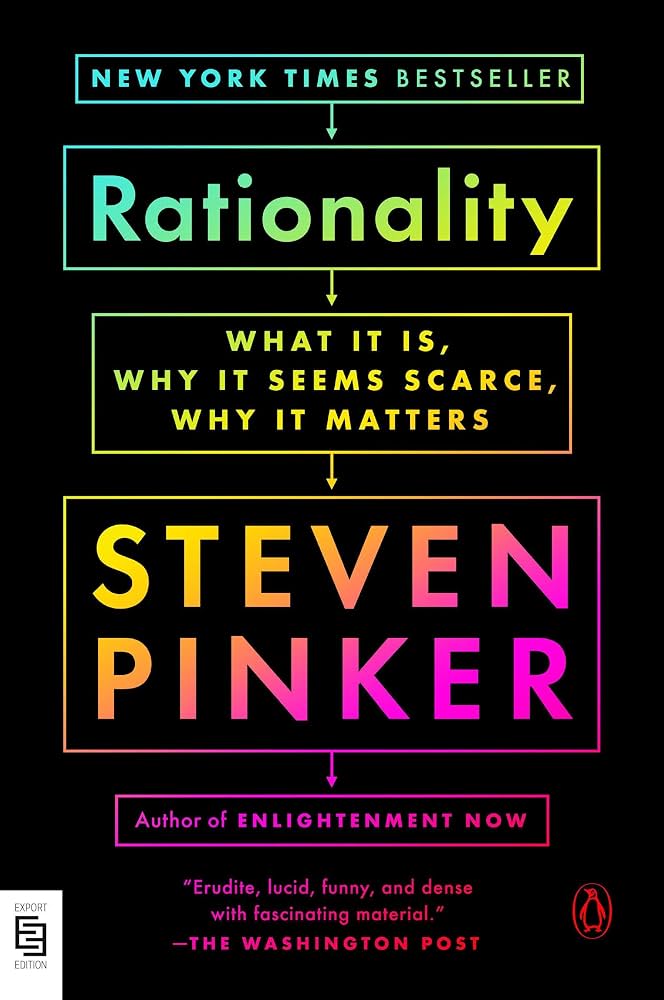 NEW YORK TIMES BESTSELLER
Rationality
WHAT IT IS,
WHY IT SEEMS SCARCE,
WHY IT MATTERS
STEVEN
PINKER
Author of ENLIGHTENMENT NOW
“Erudite, lucid, funny, and dense
with fascinating material.”
—THE WASHINGTON POST
EXPORT
EDITION